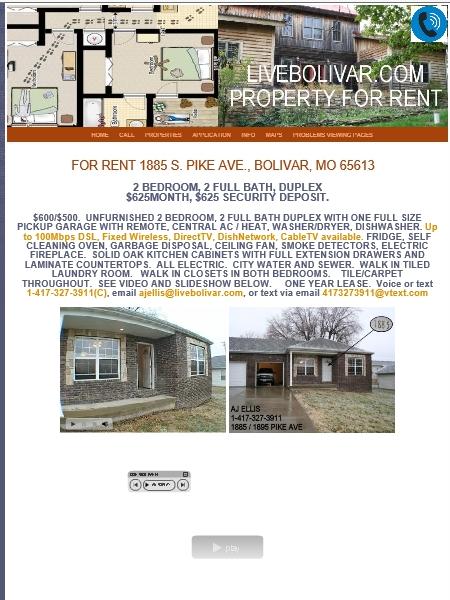 LIVEBOLIVAR.COM
PROPERTY FOR RENT
HOME CALL PROPERTIES APPLICATION INFO MAPS PROBLEMS VIEWING PAGES
FOR RENT 1885 S. PIKE AVE., BOLIVAR, MO 65613
2 BEDROOM, 2 FULL BATH, DUPLEX
$625MONTH, $625 SECURITY DEPOSIT.
$600/$500. UNFURNISHED 2 BEDROOM, 2 FULL BATH DUPLEX WITH ONE FULL SIZE
PICKUP GARAGE WITH REMOTE, CENTRAL AC / HEAT, WASHER/DRYER, DISHWASHER. Up
to 100Mbps DSL, Fixed Wireless, DirectTV, DishNetwork, CableTV available. FRIDGE, SELF
CLEANING OVEN, GARBAGE DISPOSAL, CEILING FAN, SMOKE DETECTORS, ELECTRIC
FIREPLACE. SOLID OAK KITCHEN CABINETS WITH FULL EXTENSION DRAWERS AND
LAMINATE COUNTERTOPS. ALL ELECTRIC. CITY WATER AND SEWER. WALK IN TILED
LAUNDRY ROOM. WALK IN CLOSETS IN BOTH BEDROOMS. TILE/CARPET
THROUGHOUT. SEE VIDEO AND SLIDESHOW BELOW. ONE YEAR LEASE. Voice or text
1-417-327-3911(C), email ajellis@livebolivar.com, or text via email 4173273911@vtext.com
1885
AJ ELLIS
1-417-327-3911
1885 / 1895 PIKE AVE
play